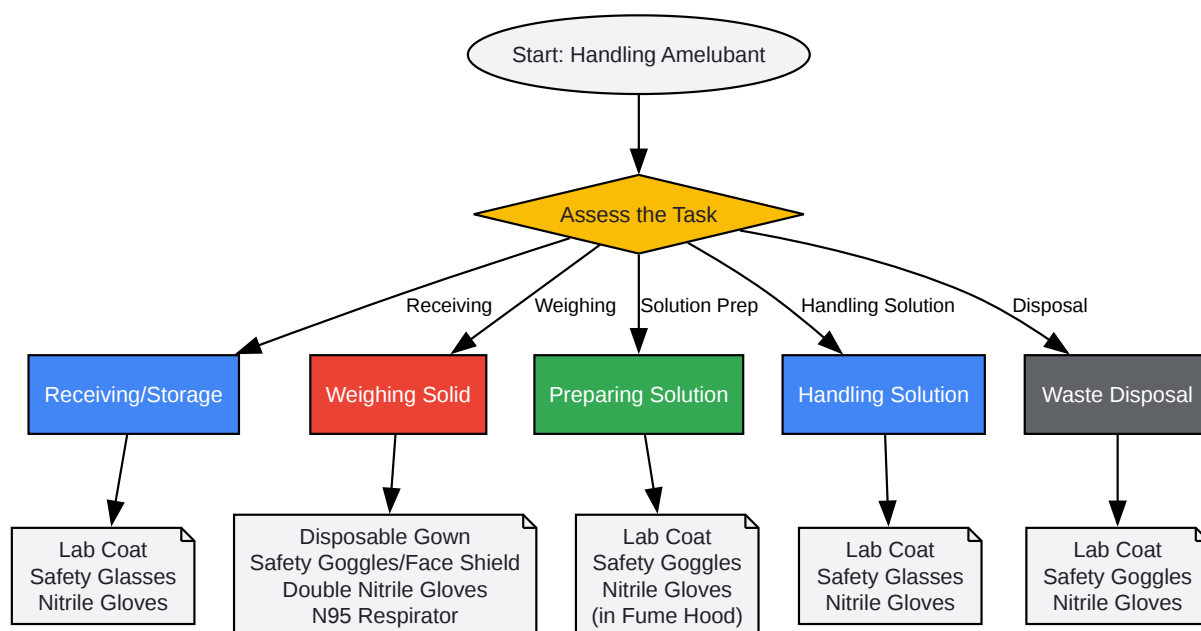 Start: Handling Amelubant
Assess the Task
Receiving
Weighing
Solution Prep
Handling Solution
Disposal
Receiving/Storage
Weighing Solid
Preparing Solution
Handling Solution
Waste Disposal
Lab Coat
Safety Glasses
Nitrile Gloves
Disposable Gown
Safety Goggles/Face Shield
Double Nitrile Gloves
N95 Respirator
Lab Coat
Safety Goggles
Nitrile Gloves
(in Fume Hood)
Lab Coat
Safety Glasses
Nitrile Gloves
Lab Coat
Safety Goggles
Nitrile Gloves